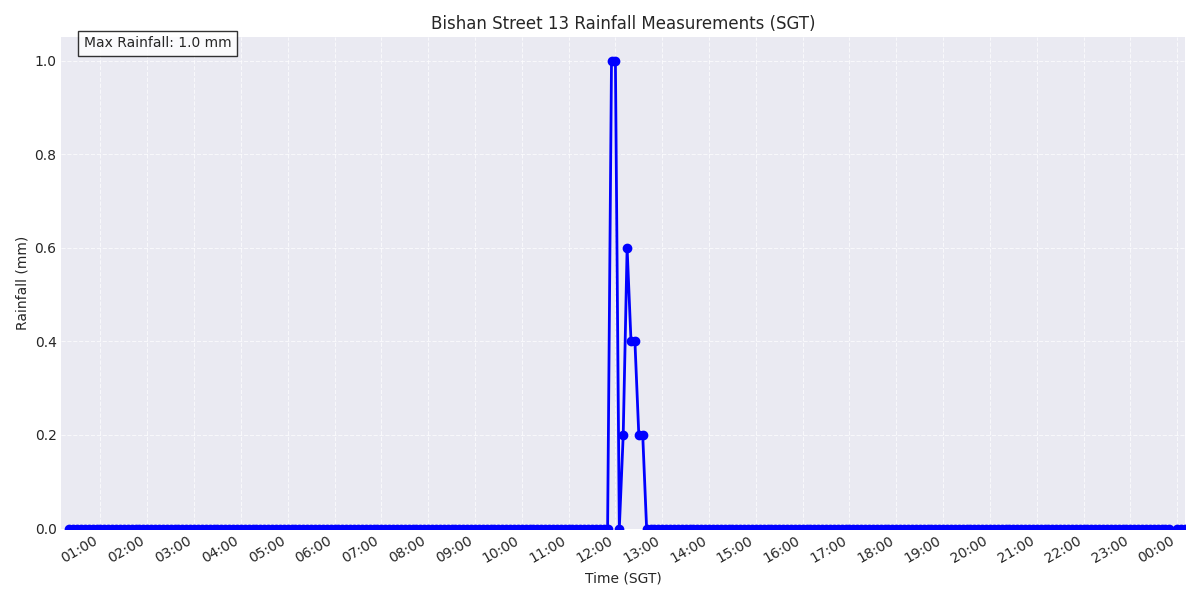 Bishan Street 13 Rainfall Measurements (SGT)
Max Rainfall: 1.0 mm
Rainfall (mm)
1.0
0.8
0.6
0.4
0.2
0.0
01:00 02:00 03:00 04:00 05:00 06:00 07:00 08:00 09:00 10:00 11:00 12:00 13:00 14:00 15:00 16:00 17:00 18:00 19:00 20:00 21:00 22:00 23:00 00:00
Time (SGT)